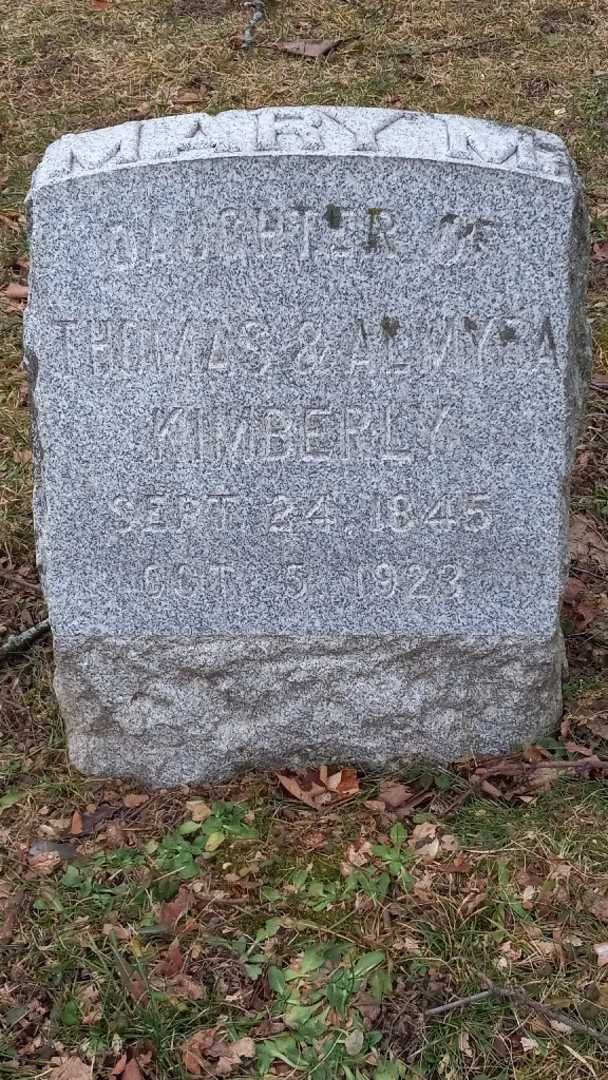 MARY M.
DAUGHTER OF
THOMAS & ALMYRA
KIMBERLY
SEPT. 24, 1845
OCT. 5, 1923